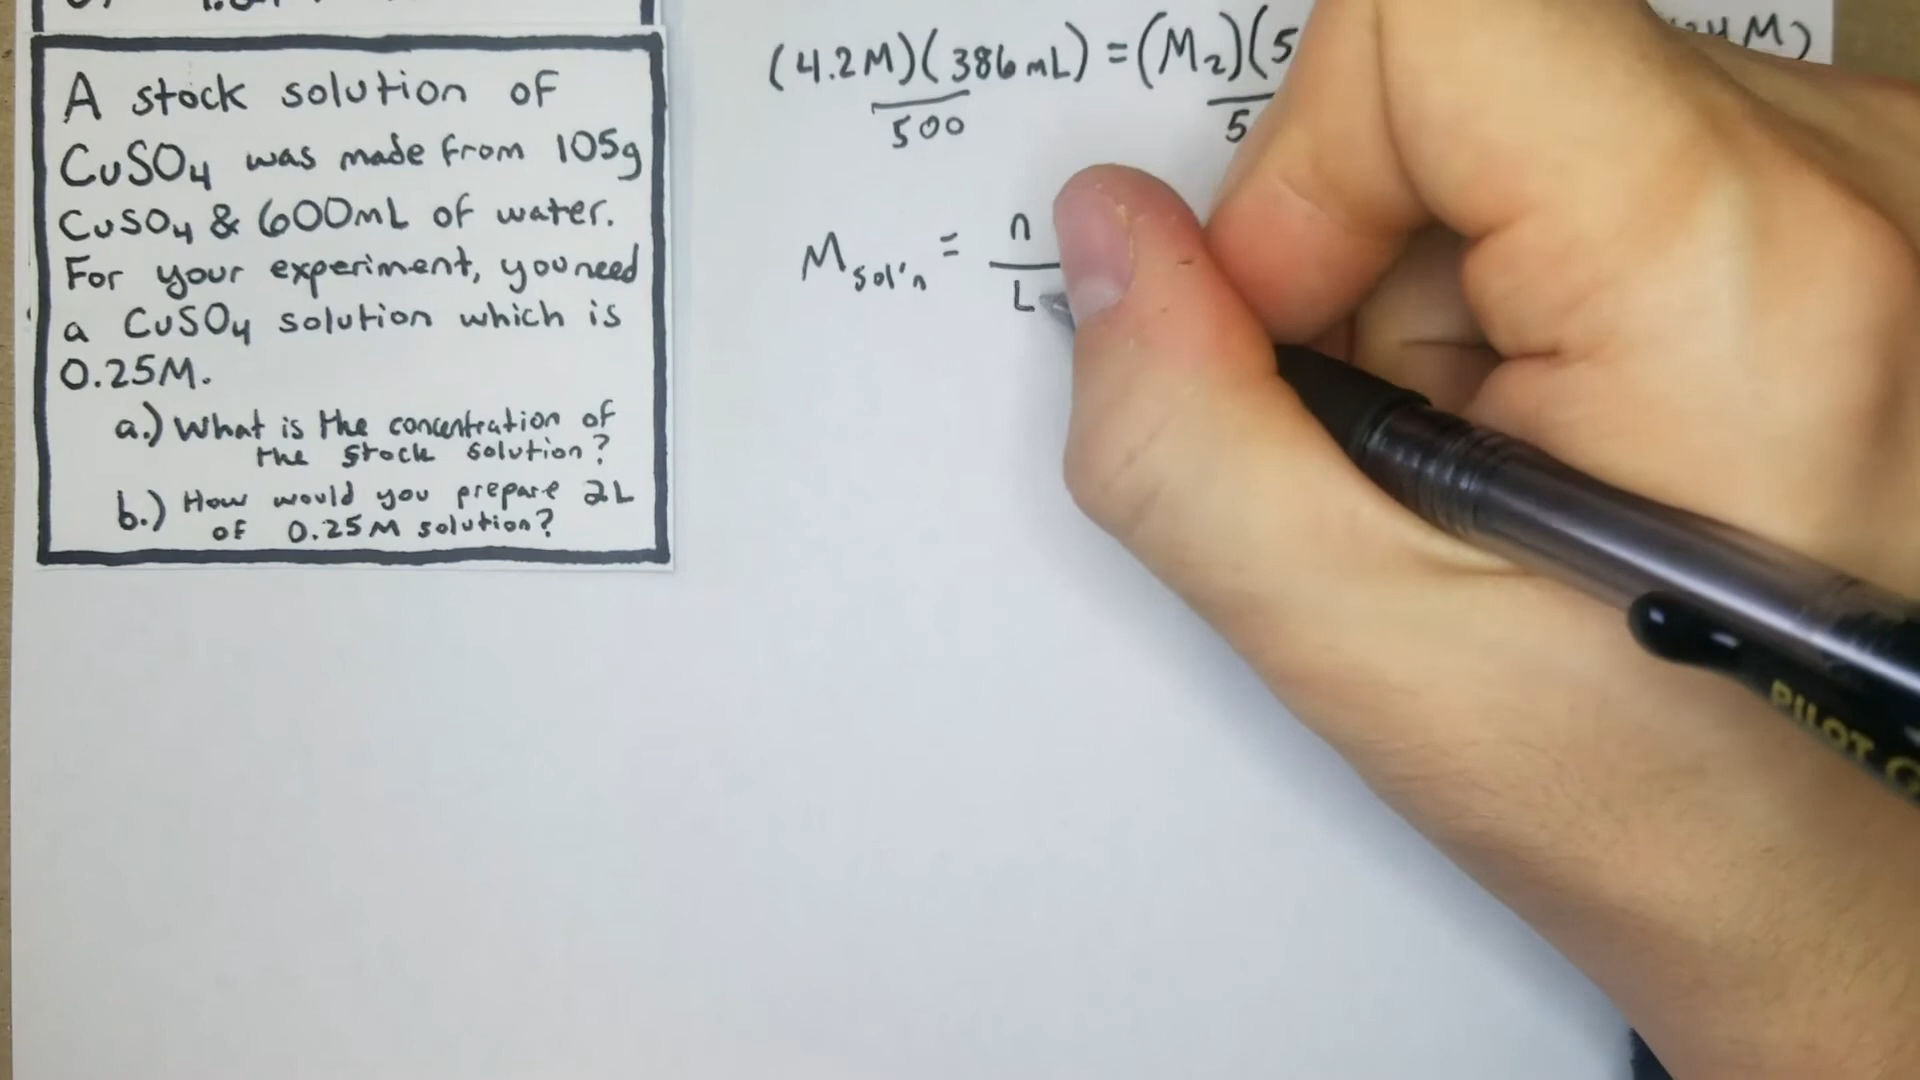 A stock solution of
CuSO4 was made from 105g
CuSO4 & 600mL of water.
For your experiment, you need
a CuSO4 solution which is
0.25M.
a.) What is the concentration of
the stock solution?
b.) How would you prepare 2L
of 0.25M solution?
(4.2M)(386mL) = (M2)(5
500
5
M)
Msol'n = n
L
PILOT G